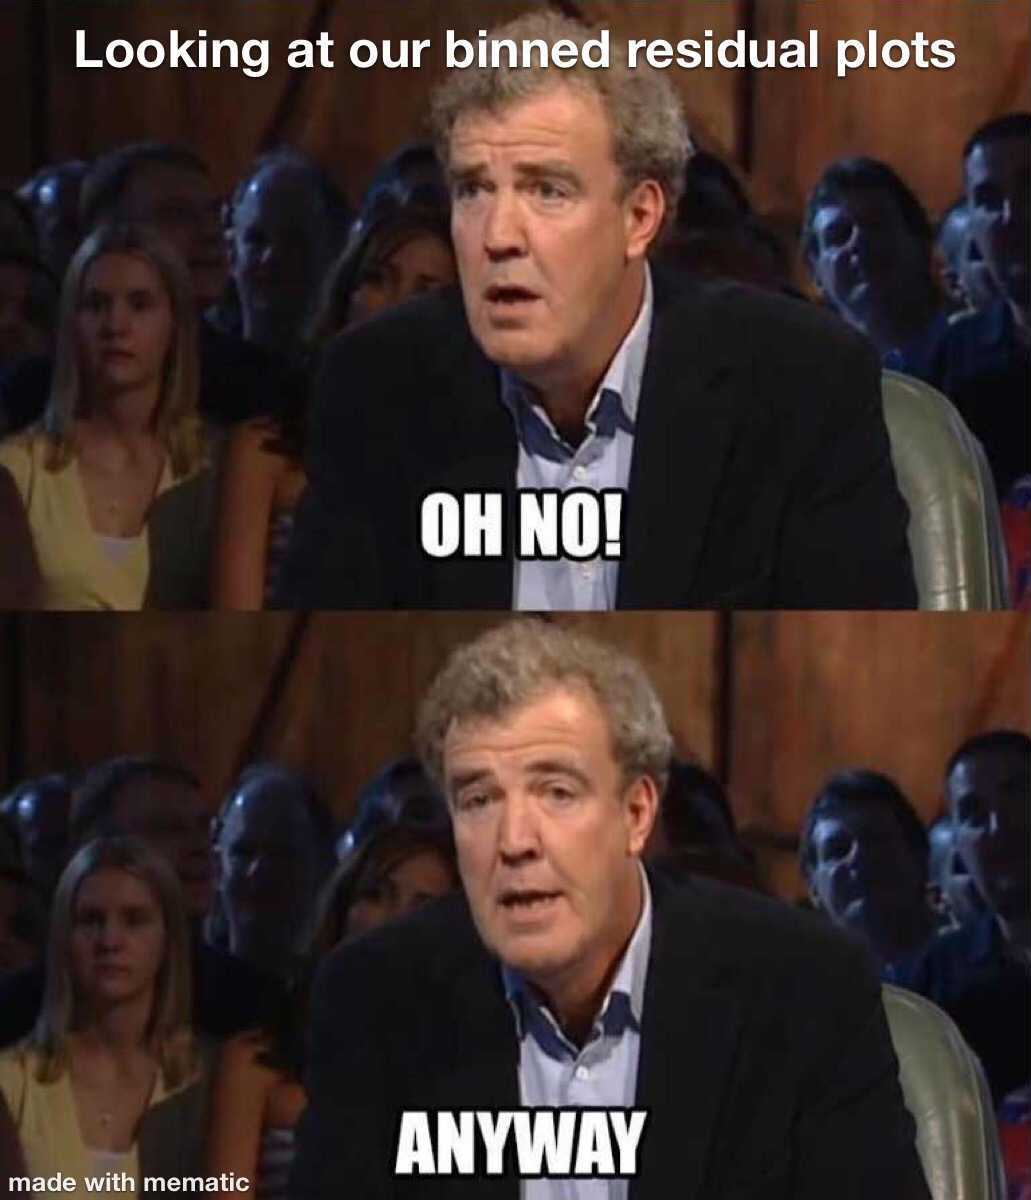 Looking at our binned residual plots
OH NO!
ANYWAY
made with mematic